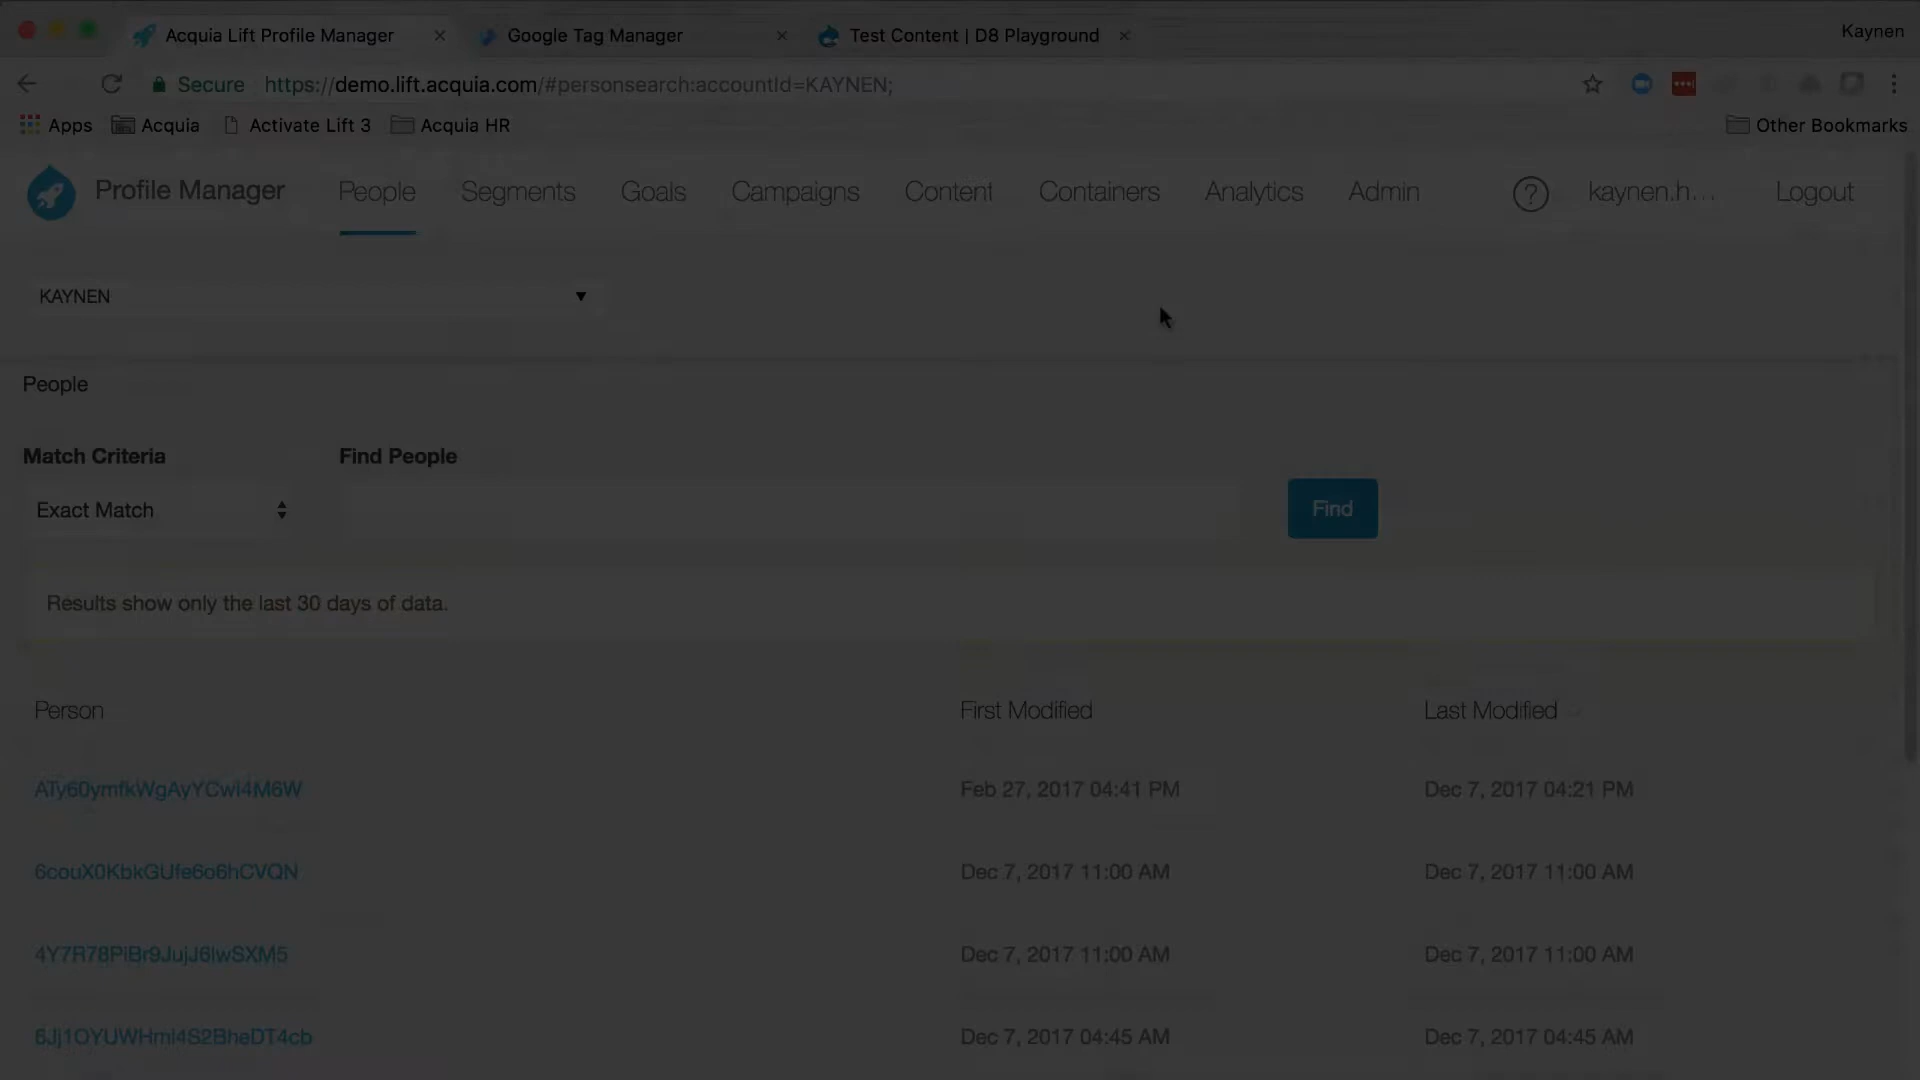 Acquia Lift Profile Manager
Google Tag Manager
Test Content | D8 Playground
Kaynen
Secure https://demo.lift.acquia.com/#personsearch:accountId=KAYNEN;
Apps Acquia Activate Lift 3 Acquia HR Other Bookmarks
Profile Manager People Segments Goals Campaigns Content Containers Analytics Admin ? kaynen.h... Logout
KAYNEN
People
Match Criteria Find People
Exact Match Find
Results show only the last 30 days of data.
Person First Modified Last Modified
ATy60ymfkWgAyYCwI4M6W Feb 27, 2017 04:41 PM Dec 7, 2017 04:21 PM
6couX0KbkGUfe6o6hCVQN Dec 7, 2017 11:00 AM Dec 7, 2017 11:00 AM
4Y7R78PiBr9JujJ6lwSXM5 Dec 7, 2017 11:00 AM Dec 7, 2017 11:00 AM
6Jj1OYUWHmI4S2BheDT4cb Dec 7, 2017 04:45 AM Dec 7, 2017 04:45 AM